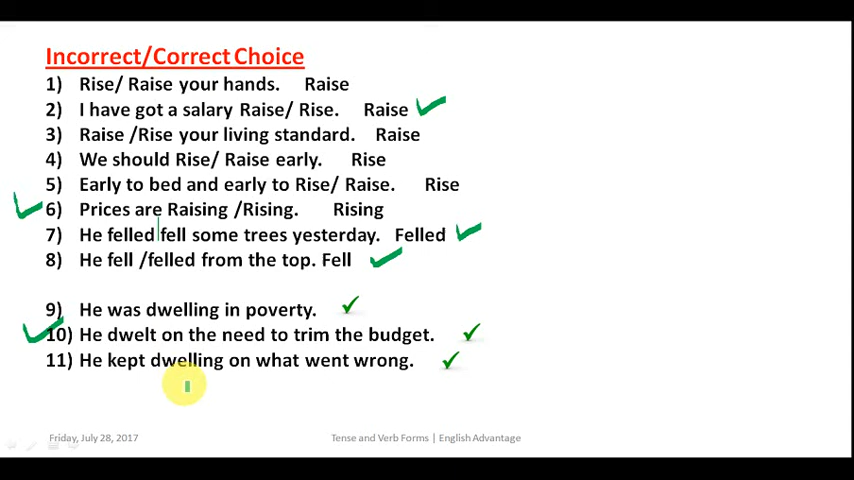 Incorrect/Correct Choice
1) Rise/ Raise your hands. Raise
2) I have got a salary Raise/ Rise. Raise
3) Raise /Rise your living standard. Raise
4) We should Rise/ Raise early. Rise
5) Early to bed and early to Rise/ Raise. Rise
6) Prices are Raising /Rising. Rising
7) He felled fell some trees yesterday. Felled
8) He fell /felled from the top. Fell
9) He was dwelling in poverty.
10) He dwelt on the need to trim the budget.
11) He kept dwelling on what went wrong.
Friday, July 28, 2017 Tense and Verb Forms | English Advantage